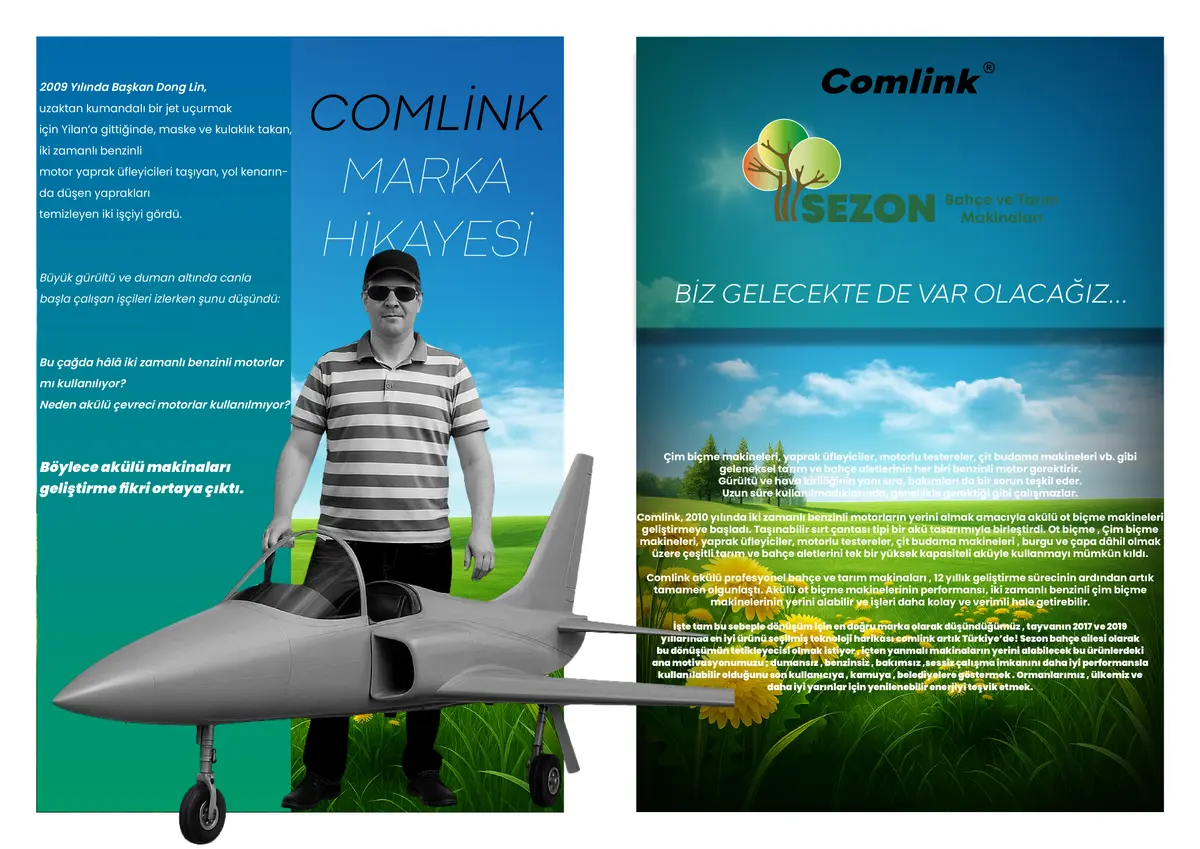 2009 Yılında Başkan Dong Lin,
uzaktan kumandalı bir jet uçurmak
için Yilan’a gittiğinde, maske ve kulaklık takan,
iki zamanlı benzinli
motor yaprak üfleyicileri taşıyan, yol kenarın-
da düşen yaprakları
temizleyen iki işçiyi gördü.
Büyük gürültü ve duman altında canla
başla çalışan işçileri izlerken şunu düşündü:
Bu çağda hâlâ iki zamanlı benzinli motorlar
mı kullanılıyor?
Neden akülü çevreci motorlar kullanılmıyor?
Böylece akülü makinaları
geliştirme fikri ortaya çıktı.
COMLİNK
MARKA
HİKAYESİ
Comlink®
SEZON Bahçe ve Tarım
Makinaları
BİZ GELECEKTE DE VAR OLACAĞIZ...
Çim biçme makineleri, yaprak üfleyiciler, motorlu testereler, çit budama makineleri vb. gibi
geleneksel tarım ve bahçe aletlerinin her biri benzinli motor gerektirir.
Gürültü ve hava kirliliğinin yanı sıra, bakımları da bir sorun teşkil eder.
Uzun süre kullanılmadıklarında, genellikle gerektiği gibi çalışmazlar.
Comlink, 2010 yılında iki zamanlı benzinli motorların yerini almak amacıyla akülü ot biçme makineleri
geliştirmeye başladı. Taşınabilir sırt çantası tipi bir akü tasarımıyla birleştirdi. Ot biçme , Çim biçme
makineleri, yaprak üfleyiciler, motorlu testereler, çit budama makineleri , burgu ve çapa dâhil olmak
üzere çeşitli tarım ve bahçe aletlerini tek bir yüksek kapasiteli aküyle kullanmayı mümkün kıldı.
Comlink akülü profesyonel bahçe ve tarım makinaları , 12 yıllık geliştirme sürecinin ardından artık
tamamen olgunlaştı. Akülü ot biçme makinelerinin performansı, iki zamanlı benzinli çim biçme
makinelerinin yerini alabilir ve işleri daha kolay ve verimli hale getirebilir.
İşte tam bu sebeple dönüşüm için en doğru marka olarak düşündüğümüz , tayvanın 2017 ve 2019
yıllarında en iyi ürünü seçilmiş teknoloji harikası comlink artık Türkiye’de! Sezon bahçe ailesi olarak
bu dönüşümün tetikleyecisi olmak istiyor , içten yanmalı makinaların yerini alabilecek bu ürünlerdeki
ana motivasyonumuzu ; dumansız , benzinsiz , bakımsız ,sessiz çalışma imkanını daha iyi performansla
kullanılabilir olduğunu son kullanıcıya , kamuya , belediyelere göstermek . Ormanlarımız , ülkemiz ve
daha iyi yarınlar için yenilenebilir enerjiyi teşvik etmek.